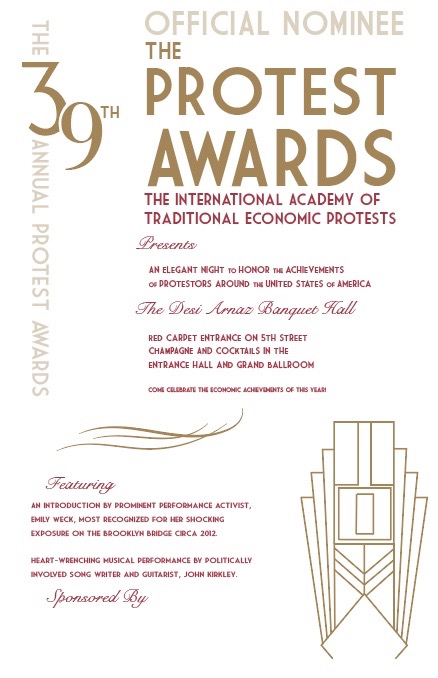 OFFICIAL NOMINEE
THE
PROTEST
AWARDS
THE 39TH ANNUAL PROTEST AWARDS
THE INTERNATIONAL ACADEMY OF
TRADITIONAL ECONOMIC PROTESTS
Presents
AN ELEGANT NIGHT TO HONOR THE ACHIEVEMENTS
OF PROTESTORS AROUND THE UNITED STATES OF AMERICA
The Desi Arnaz Banquet Hall
RED CARPET ENTRANCE ON 5TH STREET
CHAMPAGNE AND COCKTAILS IN THE
ENTRANCE HALL AND GRAND BALLROOM
COME CELEBRATE THE ECONOMIC ACHIEVEMENTS OF THIS YEAR!
Featuring
AN INTRODUCTION BY PROMINENT PERFORMANCE ACTIVIST,
EMILY WECK, MOST RECOGNIZED FOR HER SHOCKING
EXPOSURE ON THE BROOKLYN BRIDGE CIRCA 2012.
HEART-WRENCHING MUSICAL PERFORMANCE BY POLITICALLY
INVOLVED SONG WRITER AND GUITARIST, JOHN KIRKLEY.
Sponsored By